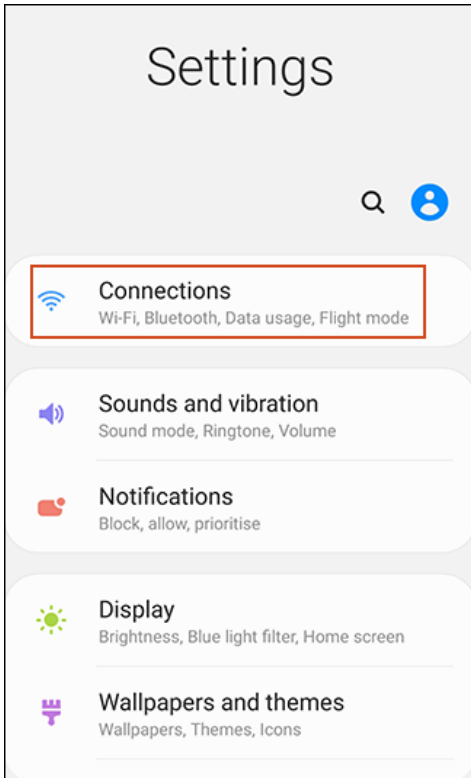 Settings
Connections
Wi-Fi, Bluetooth, Data usage, Flight mode
Sounds and vibration
Sound mode, Ringtone, Volume
Notifications
Block, allow, prioritise
Display
Brightness, Blue light filter, Home screen
Wallpapers and themes
Wallpapers, Themes, Icons